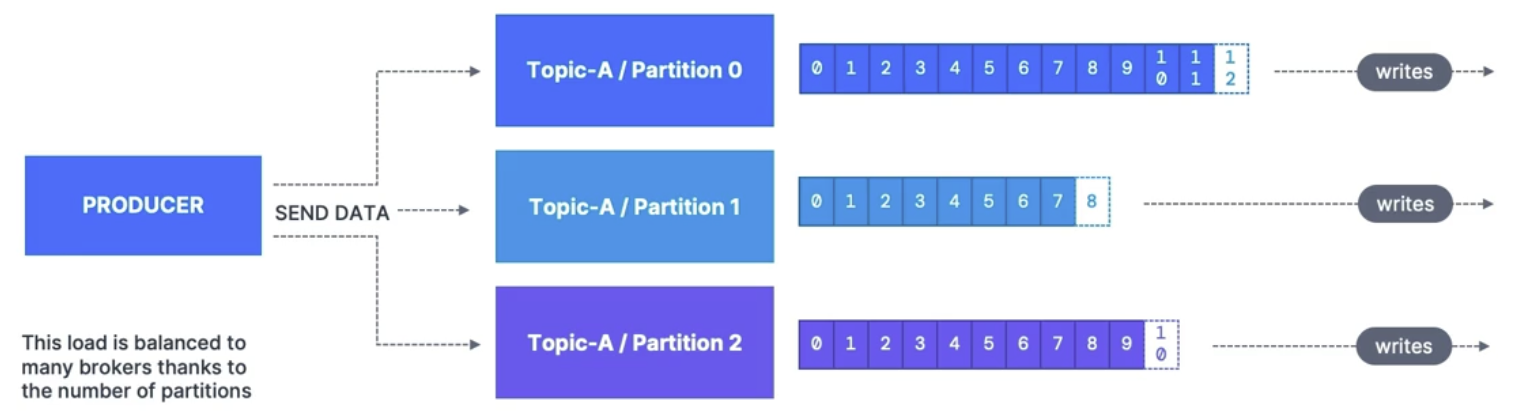 Topic-A / Partition 0
0 1 2 3 4 5 6 7 8 9 10 11 12
writes
PRODUCER
SEND DATA
Topic-A / Partition 1
0 1 2 3 4 5 6 7 8
writes
This load is balanced to
many brokers thanks to
the number of partitions
Topic-A / Partition 2
0 1 2 3 4 5 6 7 8 9 10
writes